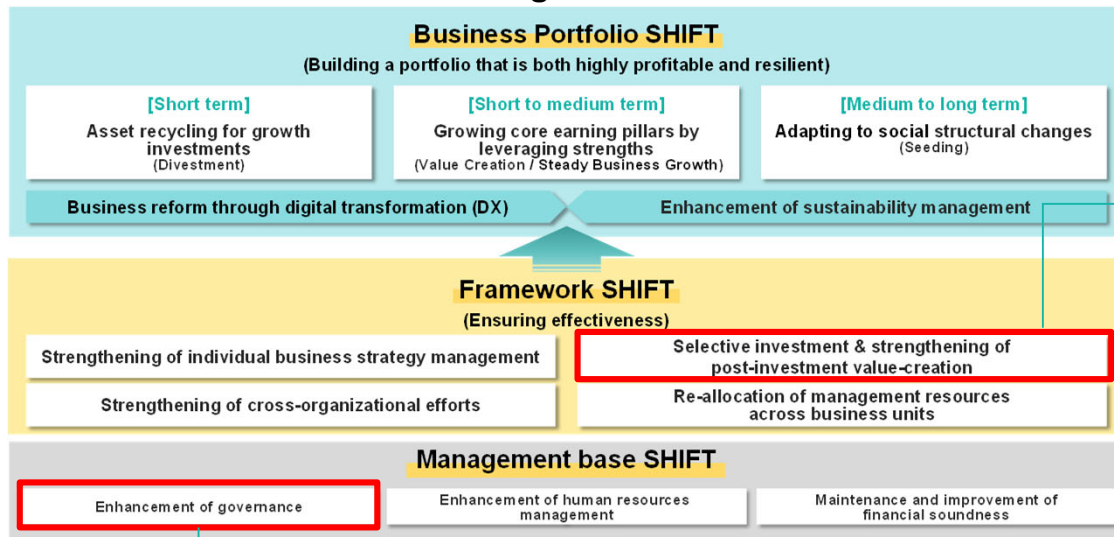 Business Portfolio SHIFT
(Building a portfolio that is both highly profitable and resilient)
[Short term]
Asset recycling for growth
investments
(Divestment)
[Short to medium term]
Growing core earning pillars by
leveraging strengths
(Value Creation / Steady Business Growth)
[Medium to long term]
Adapting to social structural changes
(Seeding)
Business reform through digital transformation (DX)
Enhancement of sustainability management
Framework SHIFT
(Ensuring effectiveness)
Strengthening of individual business strategy management
Selective investment & strengthening of
post-investment value-creation
Strengthening of cross-organizational efforts
Re-allocation of management resources
across business units
Management base SHIFT
Enhancement of governance
Enhancement of human resources
management
Maintenance and improvement of
financial soundness